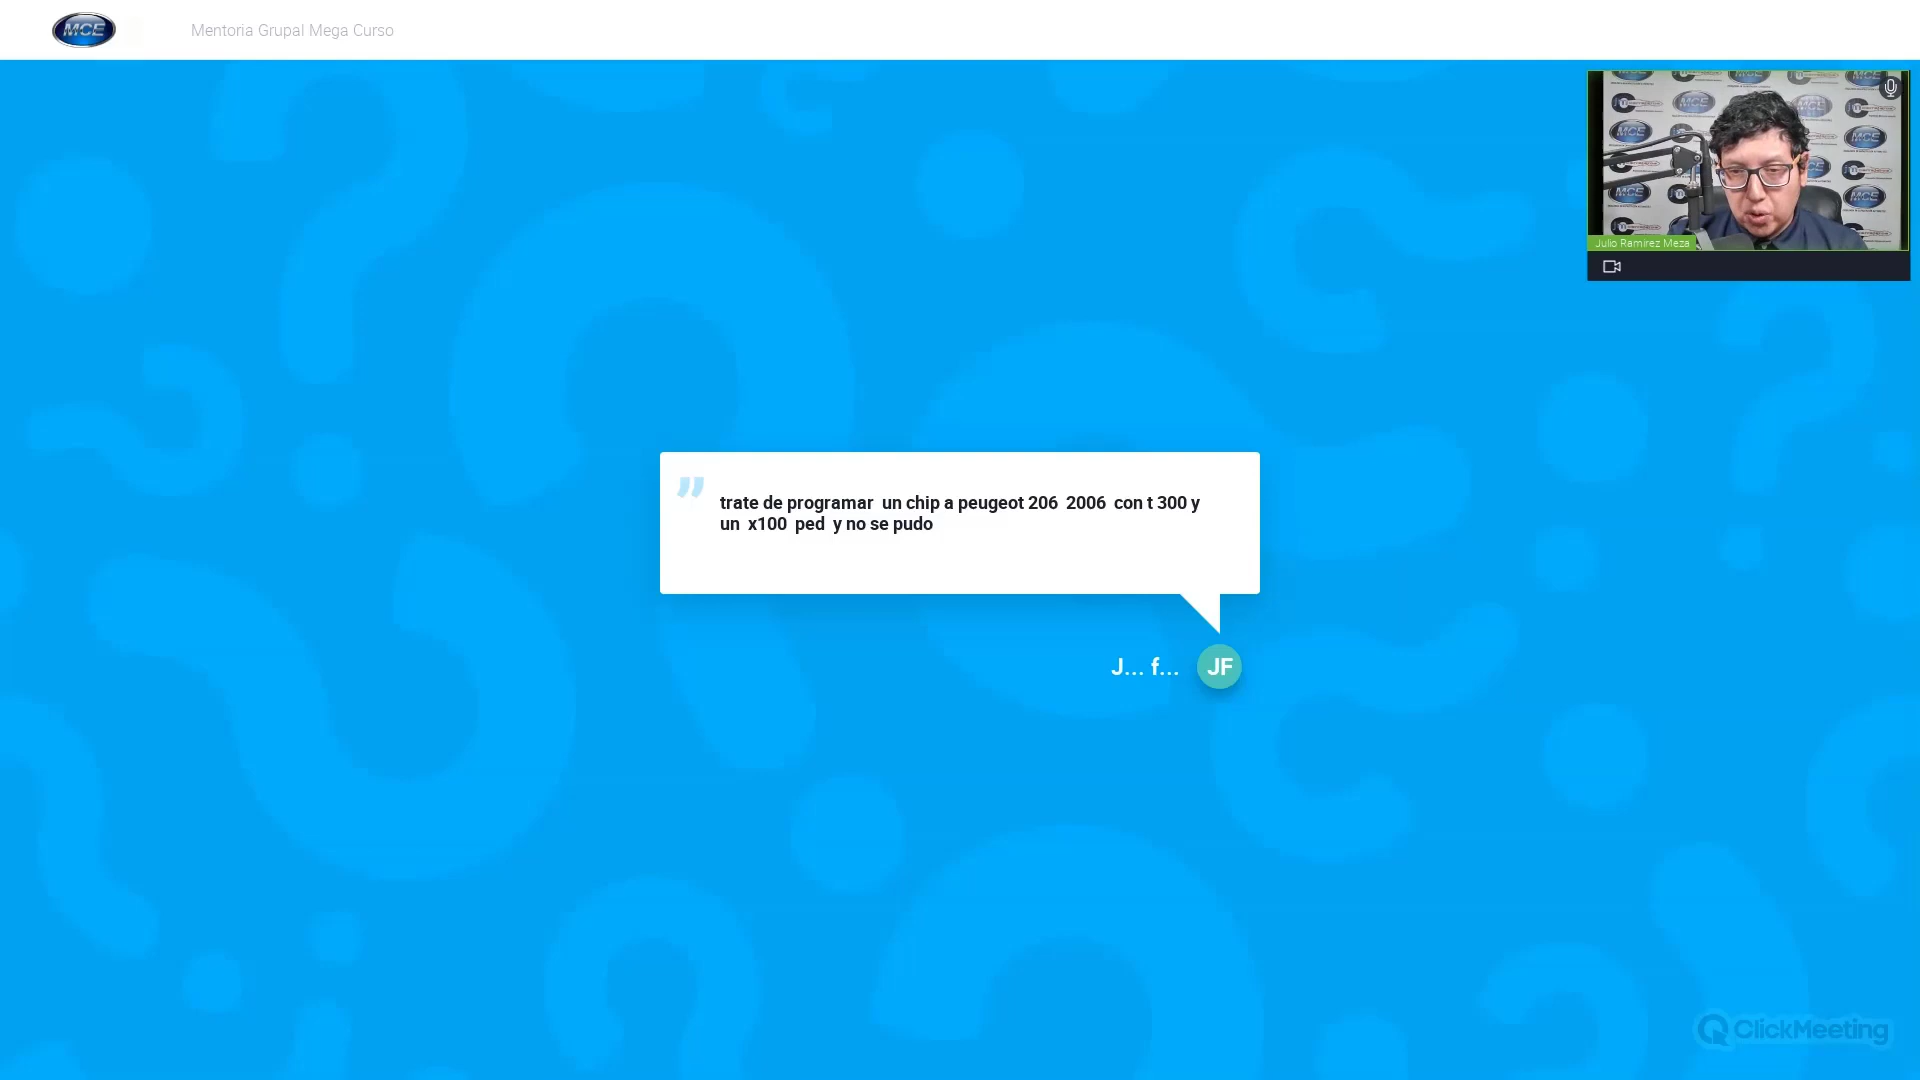 MCE
Mentoria Grupal Mega Curso
Julio Ramirez Meza
trate de programar  un chip a peugeot 206  2006  con t 300 y
un  x100  ped  y no se pudo
J... f...
JF
ClickMeeting